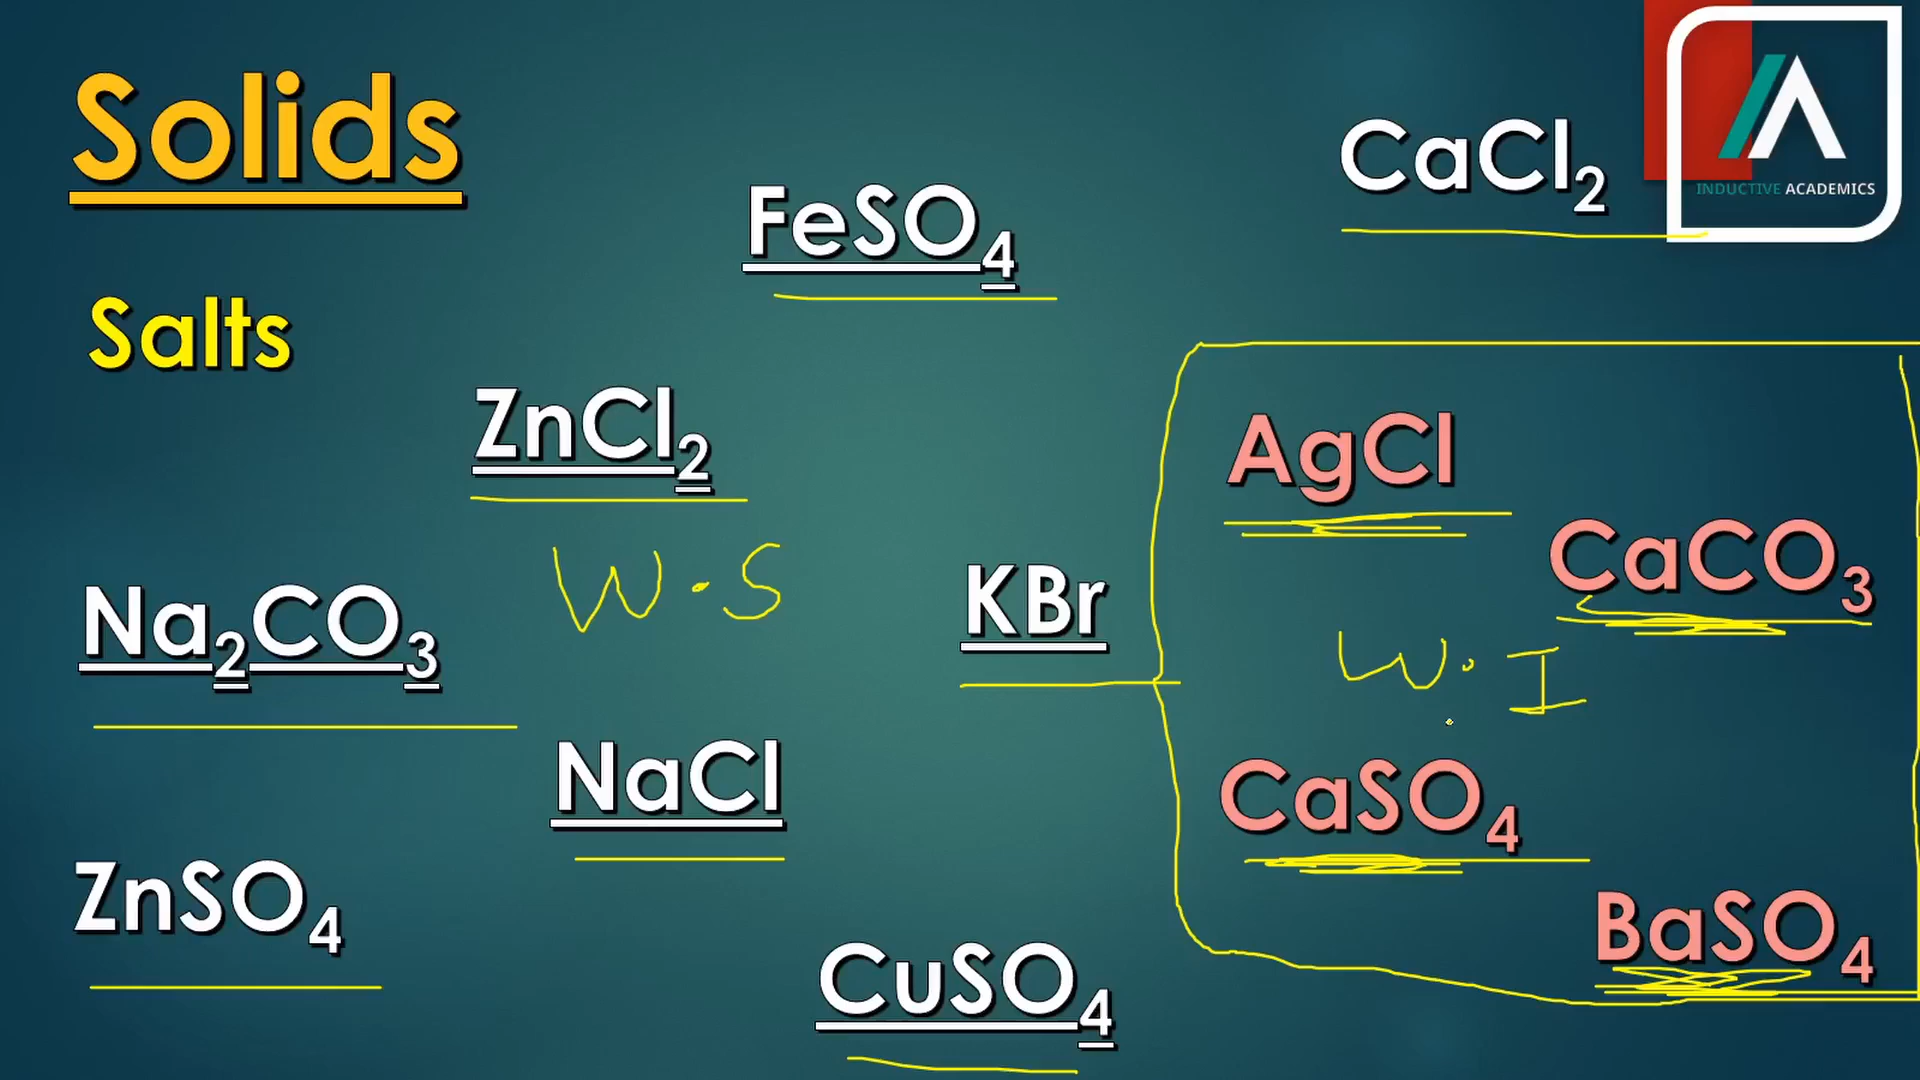 Solids
CaCl₂
INDUCTIVE ACADEMICS
FeSO₄
Salts
ZnCl₂
AgCl
CaCO₃
W.S
Na₂CO₃
KBr
W.I
NaCl
CaSO₄
ZnSO₄
BaSO₄
CuSO₄